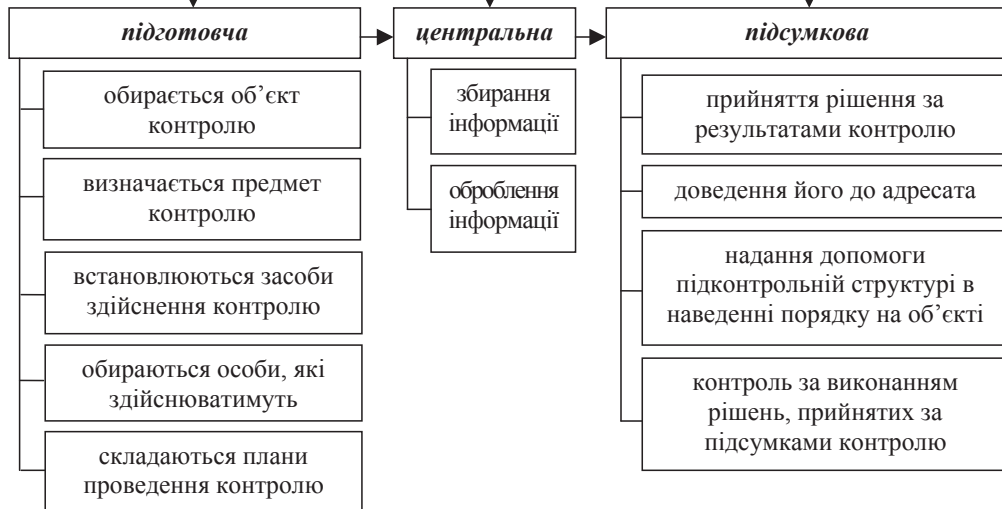 підготовча
обирається об’єкт
контролю
визначається предмет
контролю
встановлюються засоби
здійснення контролю
обираються особи, які
здійснюватимуть
складаються плани
проведення контролю
центральна
збирання
інформації
оброблення
інформації
підсумкова
прийняття рішення за
результатами контролю
доведення його до адресата
надання допомоги
підконтрольній структурі в
наведенні порядку на об’єкті
контроль за виконанням
рішень, прийнятих за
підсумками контролю